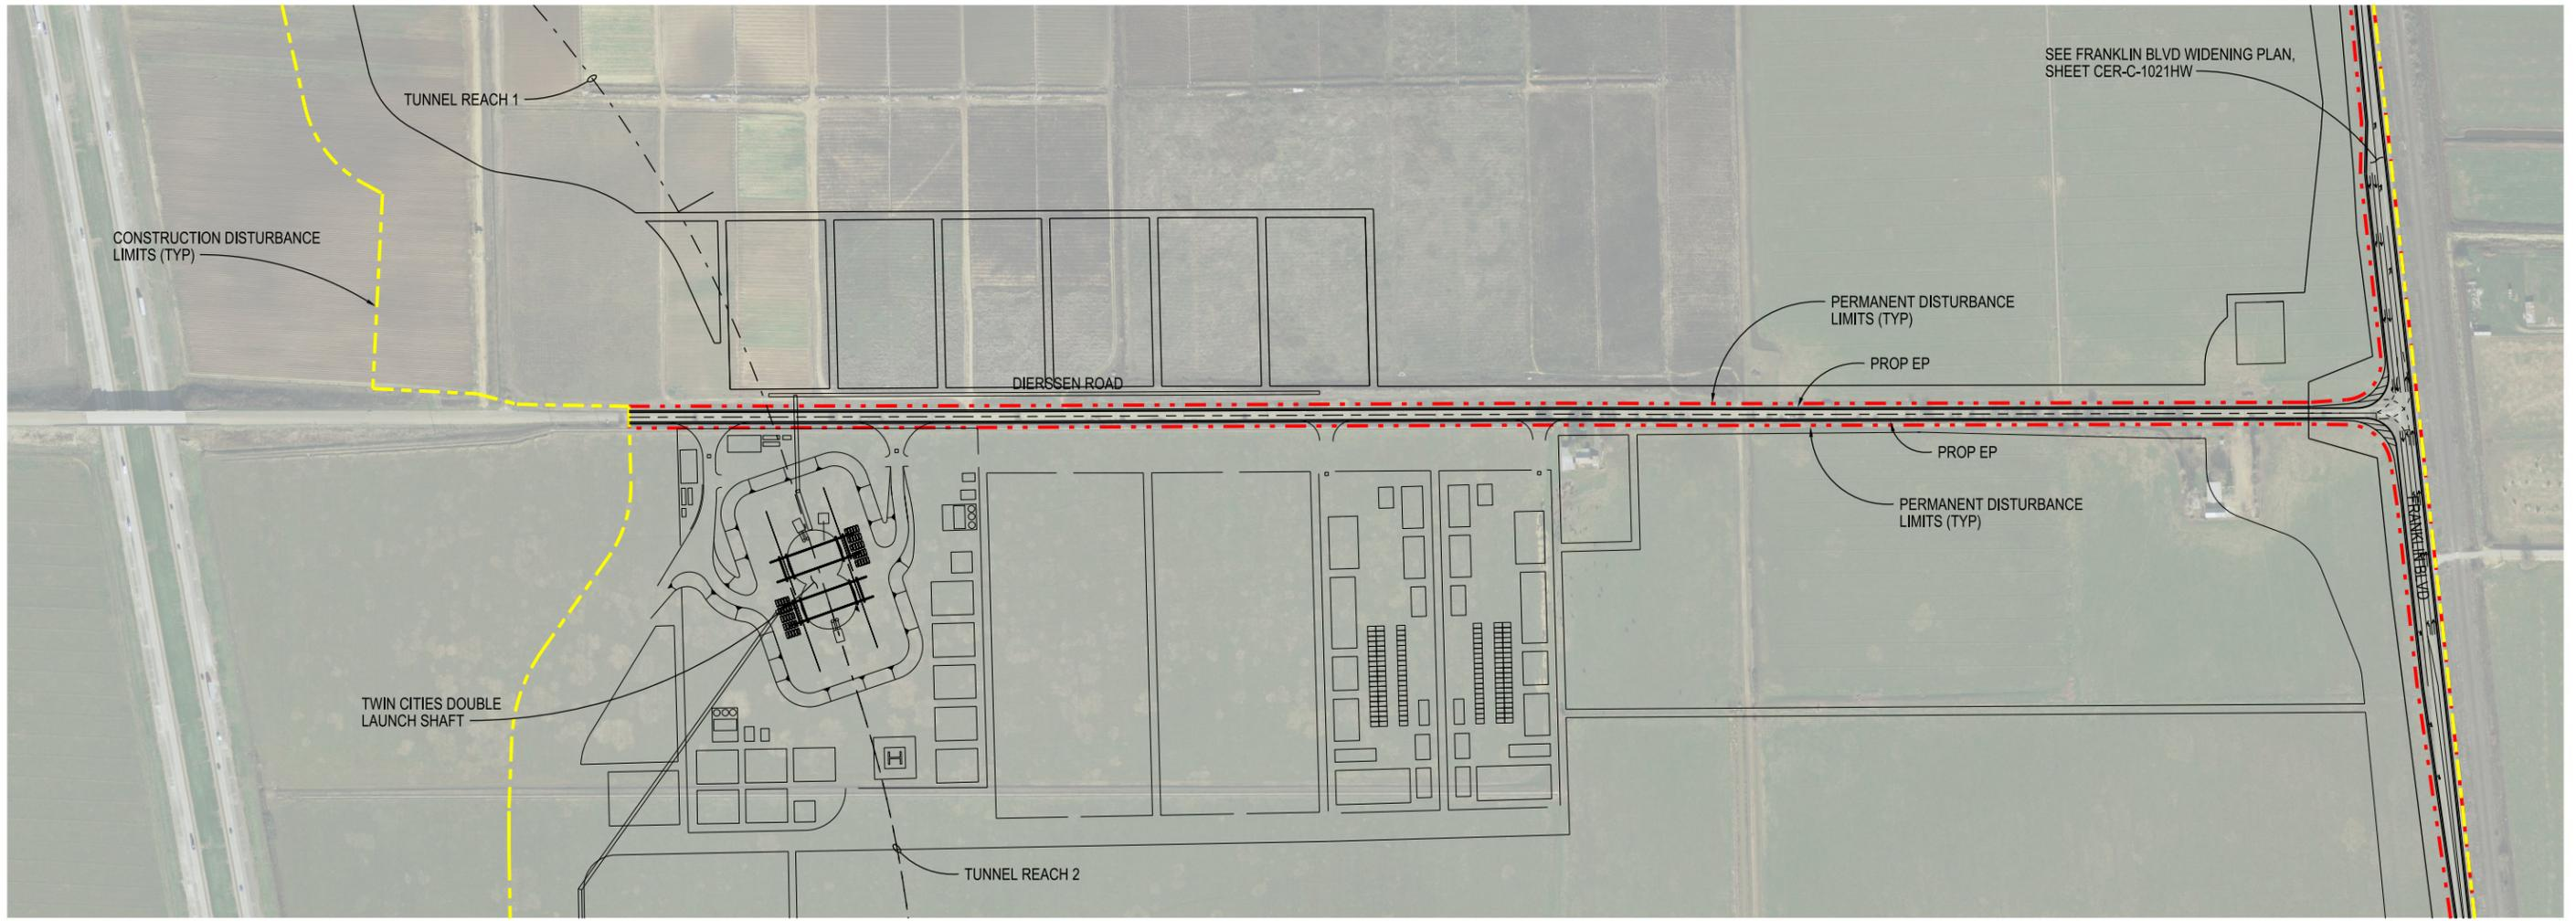 SEE FRANKLIN BLVD WIDENING PLAN,
SHEET CER-C-1021HW
TUNNEL REACH 1
CONSTRUCTION DISTURBANCE
LIMITS (TYP)
PERMANENT DISTURBANCE
LIMITS (TYP)
PROP EP
DIERSSEN ROAD
PROP EP
PERMANENT DISTURBANCE
LIMITS (TYP)
FRANKLIN BLVD
TWIN CITIES DOUBLE
LAUNCH SHAFT
H
TUNNEL REACH 2